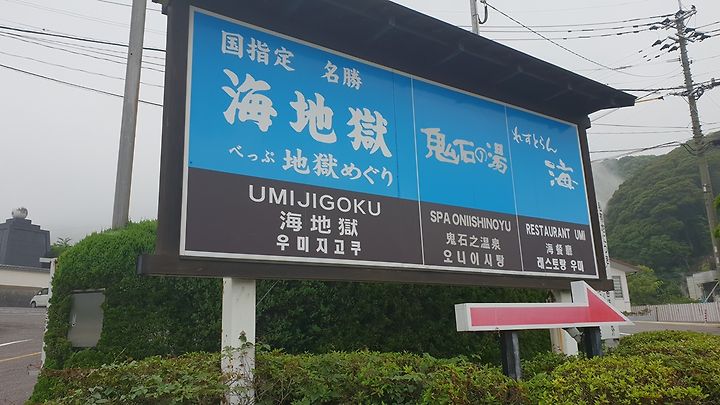 国指定 名勝
海地獄
べっぷ地獄めぐり
UMIJIGOKU
海地獄
우미지고쿠
鬼石の湯
SPA ONIISHINOYU
鬼石之温泉
오니이시탕
れすとらん
海
RESTAURANT UMI
海餐廳
레스토랑 우미